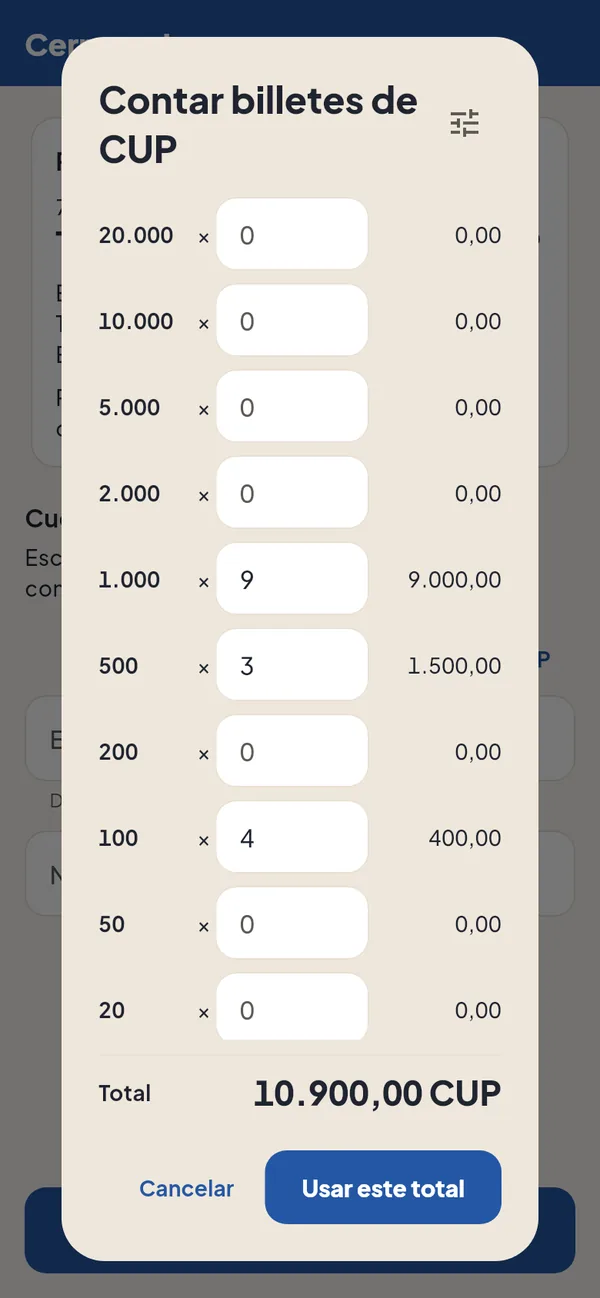 Contar billetes de
CUP
20.000 × 0 0,00
10.000 × 0 0,00
5.000 × 0 0,00
2.000 × 0 0,00
1.000 × 9 9.000,00
500 × 3 1.500,00
200 × 0 0,00
100 × 4 400,00
50 × 0 0,00
20 × 0 0,00
Total 10.900,00 CUP
Cancelar Usar este total